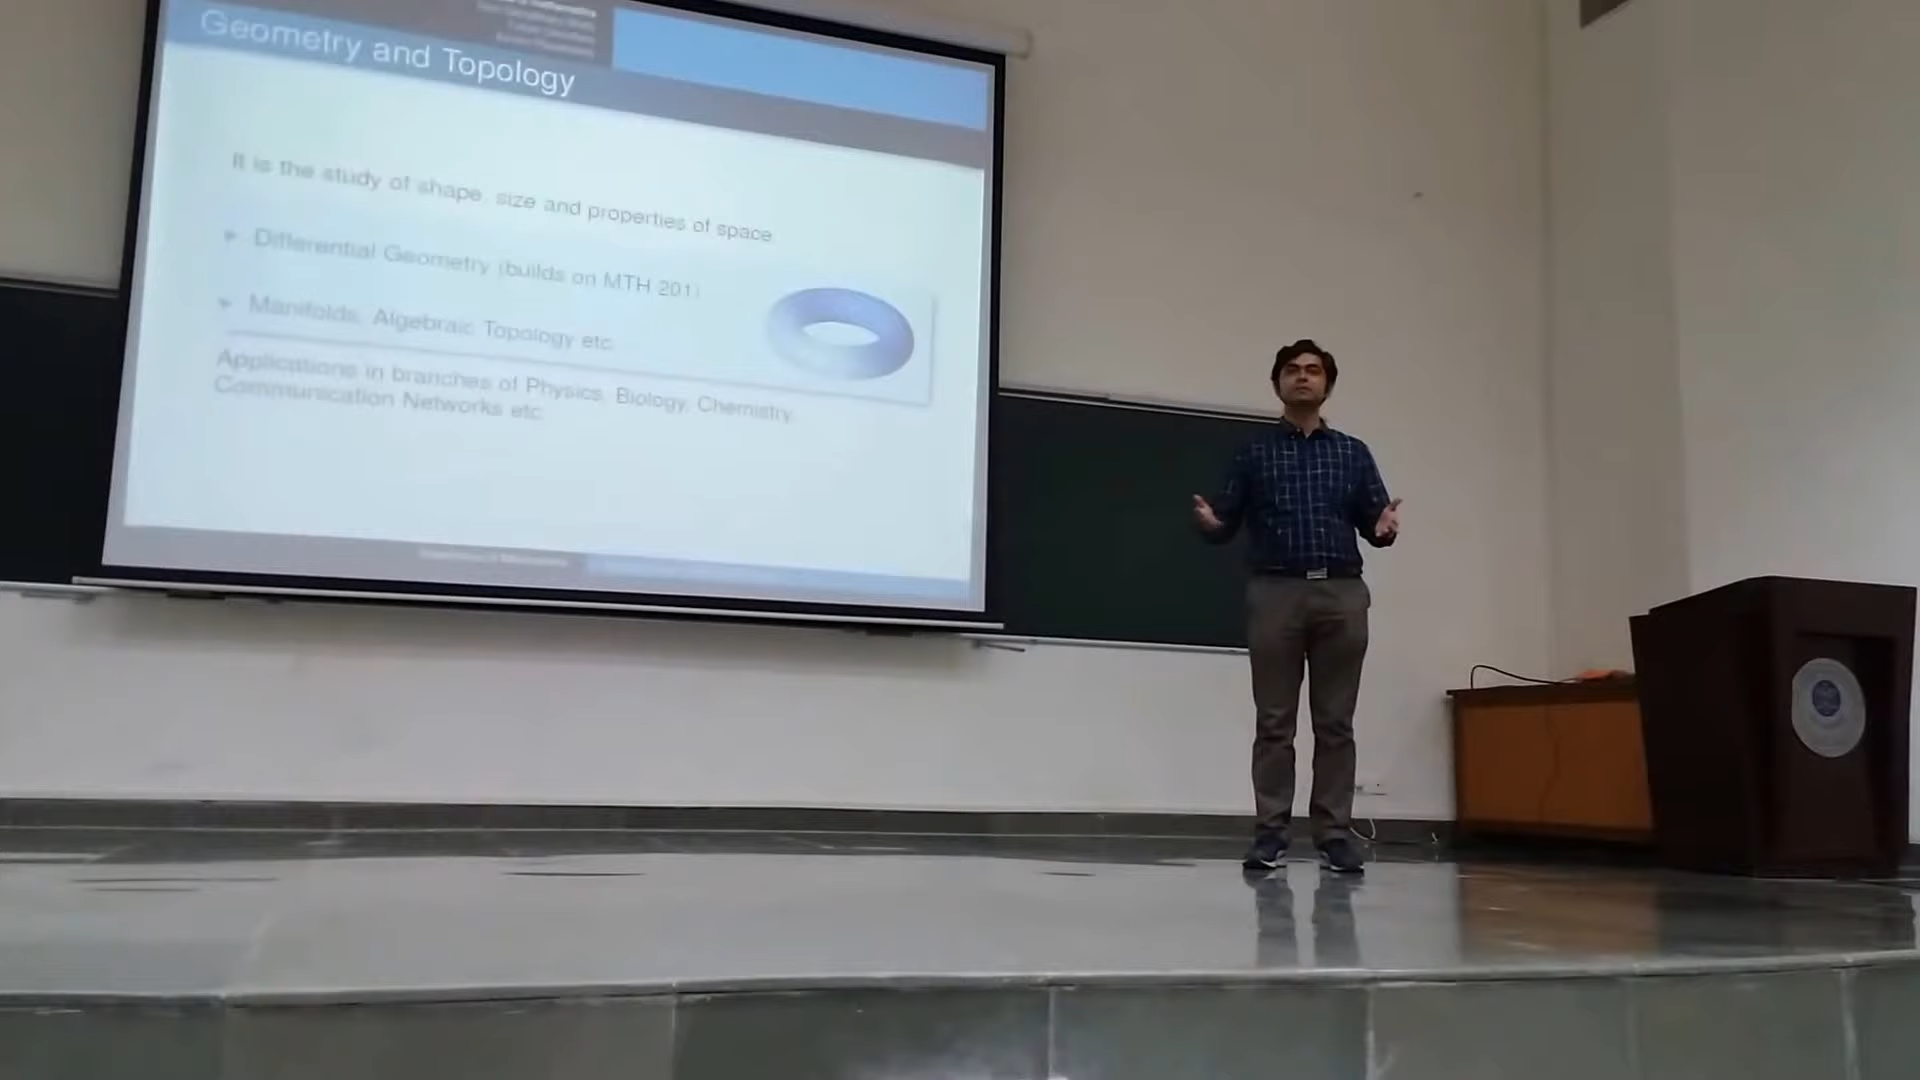 Geometry and Topology
It is the study of shape, size and properties of space.
Differential Geometry (builds on MTH 201)
Manifolds, Algebraic Topology etc.
Applications in branches of Physics, Biology, Chemistry,
Communication Networks etc.